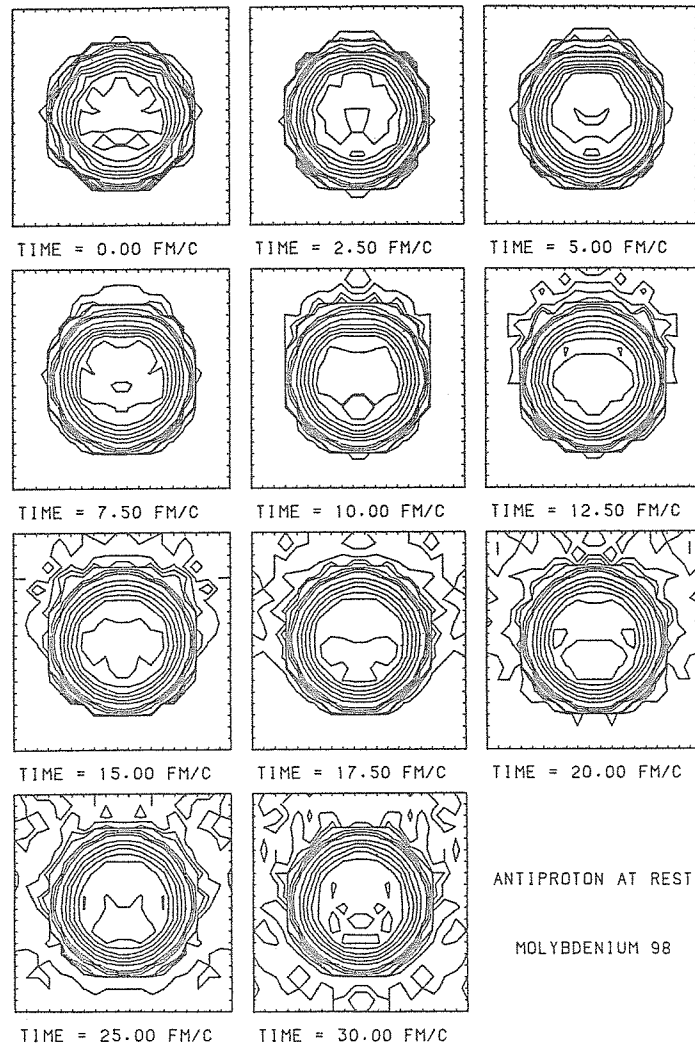 TIME = 0.00 FM/C
TIME = 2.50 FM/C
TIME = 5.00 FM/C
TIME = 7.50 FM/C
TIME = 10.00 FM/C
TIME = 12.50 FM/C
TIME = 15.00 FM/C
TIME = 17.50 FM/C
TIME = 20.00 FM/C
ANTIPROTON AT REST
MOLYBDENIUM 98
TIME = 25.00 FM/C
TIME = 30.00 FM/C